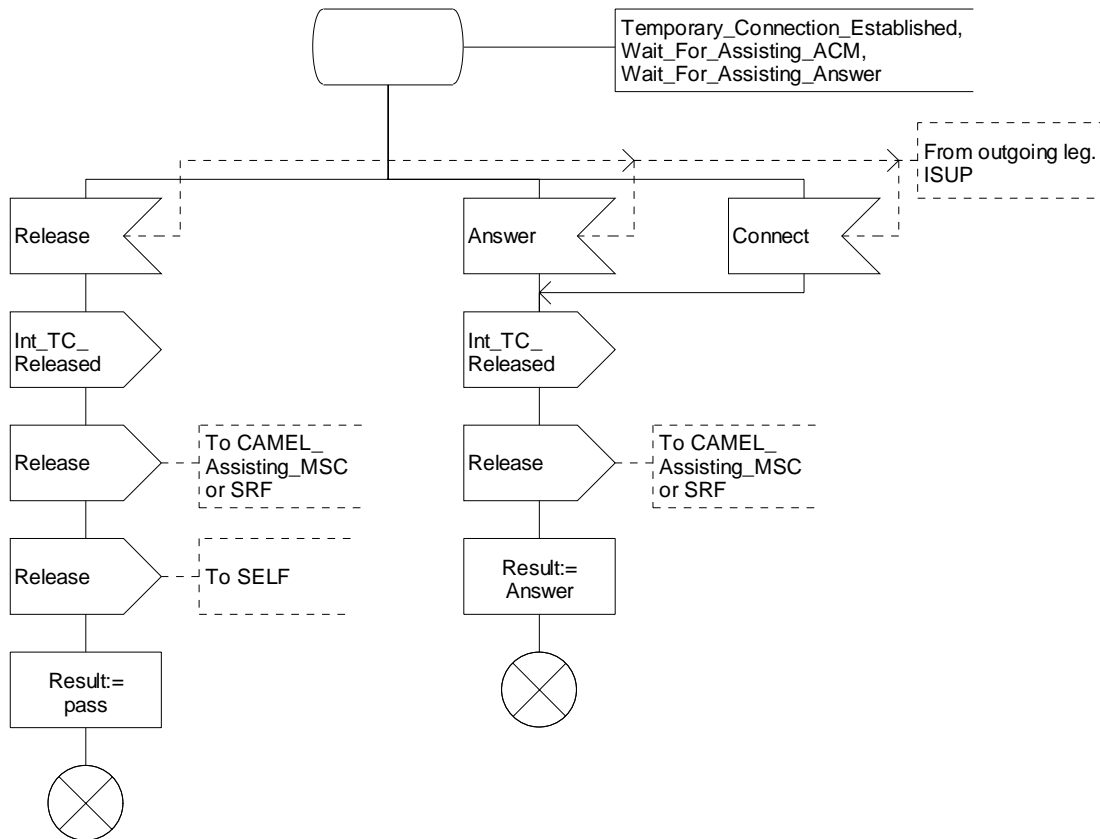 Temporary_Connection_Established,
Wait_For_Assisting_ACM,
Wait_For_Assisting_Answer
From outgoing leg.
ISUP
Release
Answer
Connect
Int_TC_
Released
Int_TC_
Released
Release
To CAMEL_
Assisting_MSC
or SRF
Release
To CAMEL_
Assisting_MSC
or SRF
Release
To SELF
Result:=
Answer
Result:=
pass